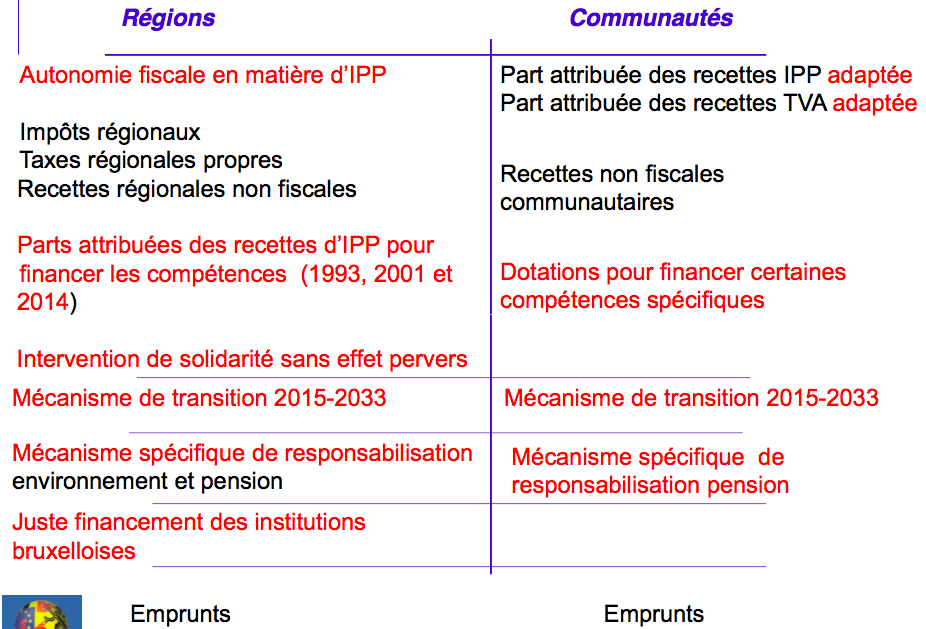 Régions
Communautés
Autonomie fiscale en matière d'IPP
Impôts régionaux
Taxes régionales propres
Recettes régionales non fiscales
Parts attribuées des recettes d'IPP pour
financer les compétences (1993, 2001 et
2014)
Intervention de solidarité sans effet pervers
Part attribuée des recettes IPP adaptée
Part attribuée des recettes TVA adaptée
Recettes non fiscales
communautaires
Dotations pour financer certaines
compétences spécifiques
Mécanisme de transition 2015-2033
Mécanisme de transition 2015-2033
Mécanisme spécifique de responsabilisation
environnement et pension
Mécanisme spécifique de
responsabilisation pension
Juste financement des institutions
bruxelloises
Emprunts
Emprunts